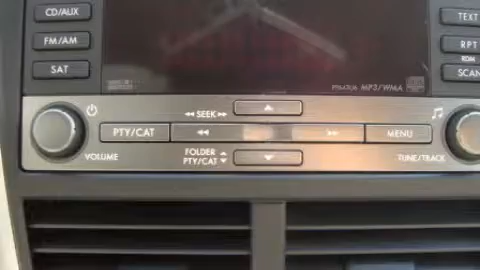 CD/AUX
TEXT
FM/AM
RPT
RDM
SAT
SCAN
MP3/WMA
◄◄ SEEK ►►
PTY/CAT
MENU
VOLUME
FOLDER
PTY/CAT
TUNE/TRACK